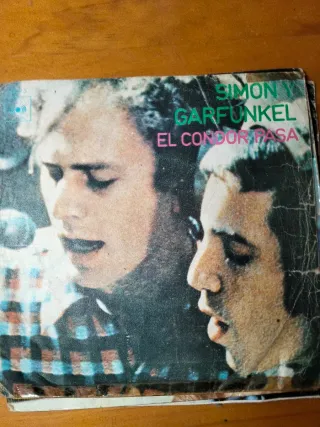 SIMON Y
GARFUNKEL
EL CONDOR PASA